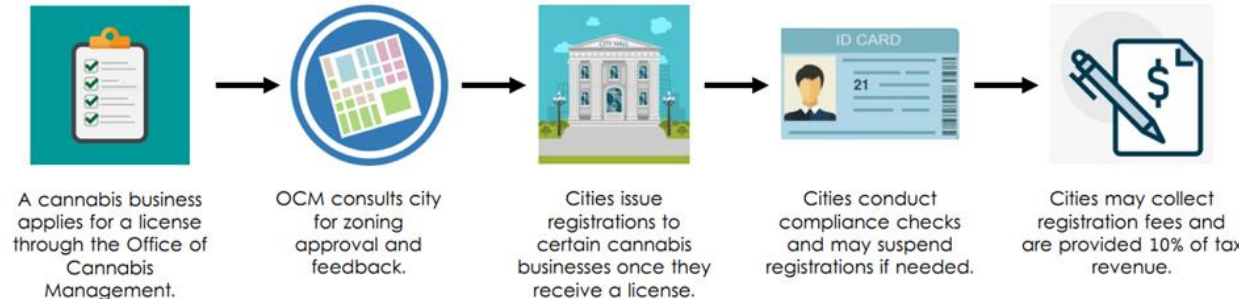 CITY HALL
ID CARD
21
$
A cannabis business
applies for a license
through the Office of
Cannabis
Management.
OCM consults city
for zoning
approval and
feedback.
Cities issue
registrations to
certain cannabis
businesses once they
receive a license.
Cities conduct
compliance checks
and may suspend
registrations if needed.
Cities may collect
registration fees and
are provided 10% of tax
revenue.